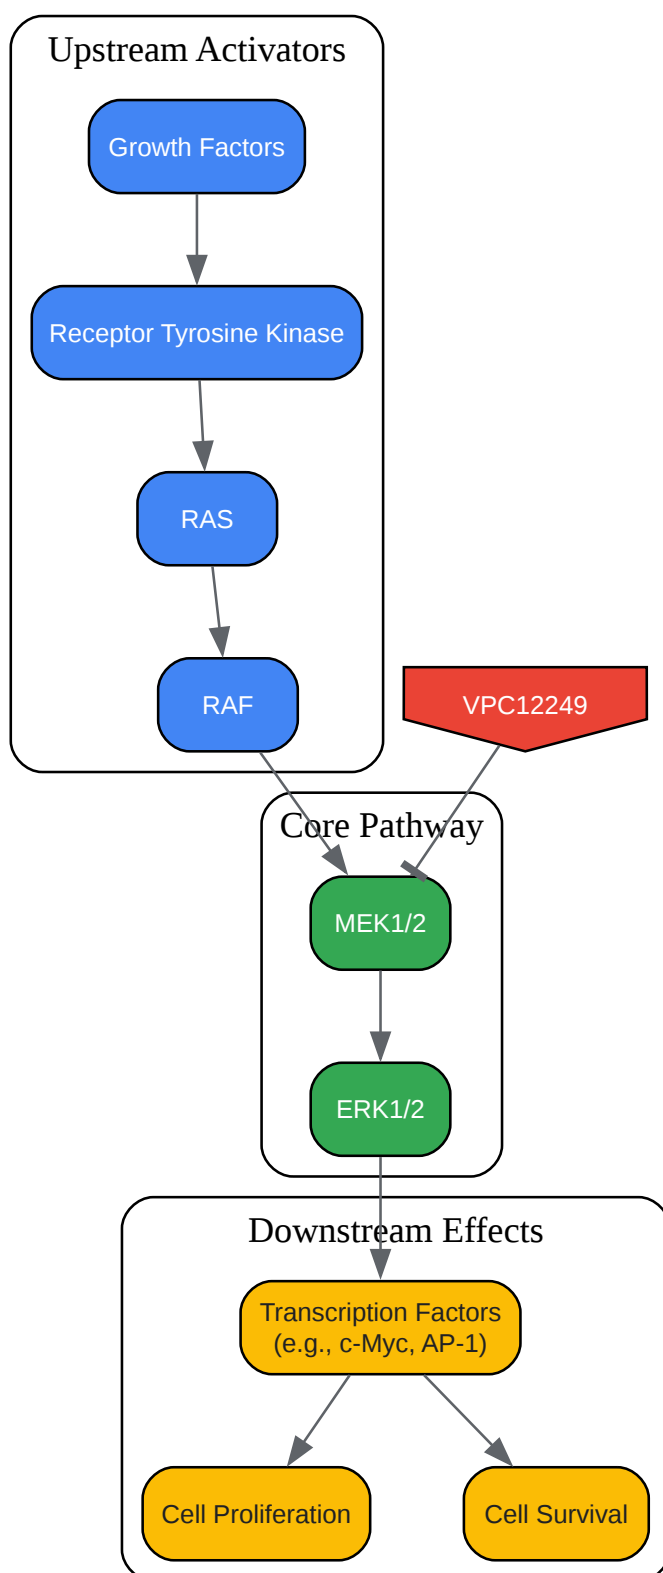 Upstream Activators
Growth Factors
Receptor Tyrosine Kinase
RAS
RAF
VPC12249
Core Pathway
MEK1/2
ERK1/2
Downstream Effects
Transcription Factors
(e.g., c-Myc, AP-1)
Cell Proliferation
Cell Survival